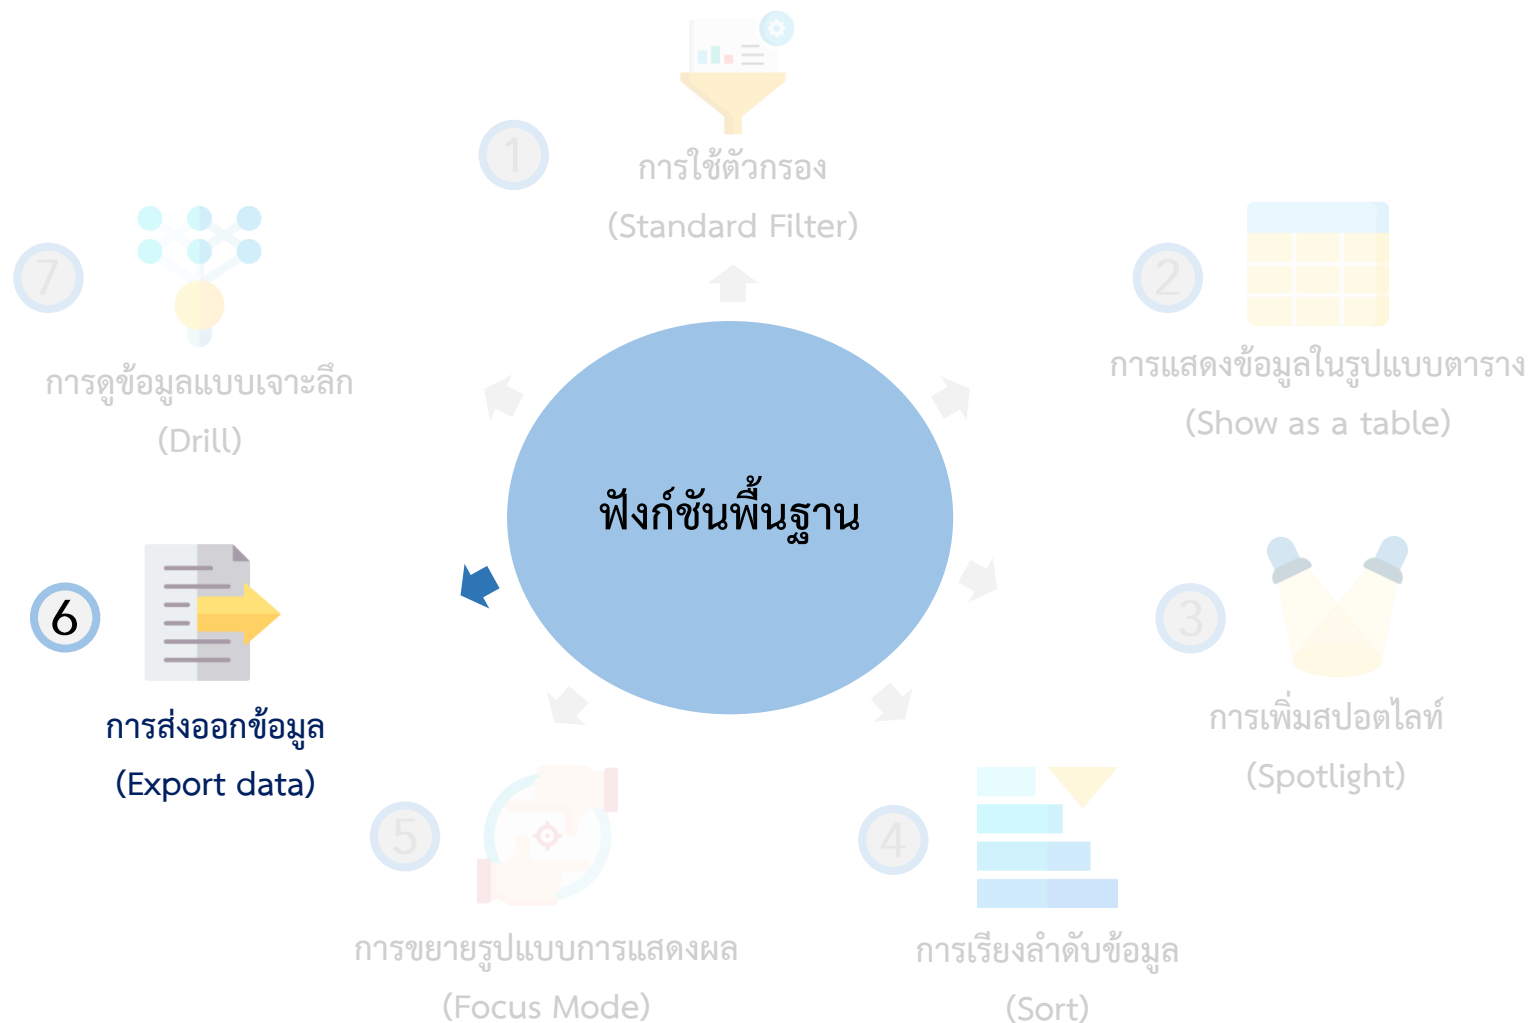 1
การใช้ตัวกรอง
(Standard Filter)
2
การแสดงข้อมูลในรูปแบบตาราง
(Show as a table)
3
การเพิ่มสปอตไลท์
(Spotlight)
4
การเรียงลำดับข้อมูล
(Sort)
5
การขยายรูปแบบการแสดงผล
(Focus Mode)
6
การส่งออกข้อมูล
(Export data)
7
การดูข้อมูลแบบเจาะลึก
(Drill)
ฟังก์ชันพื้นฐาน